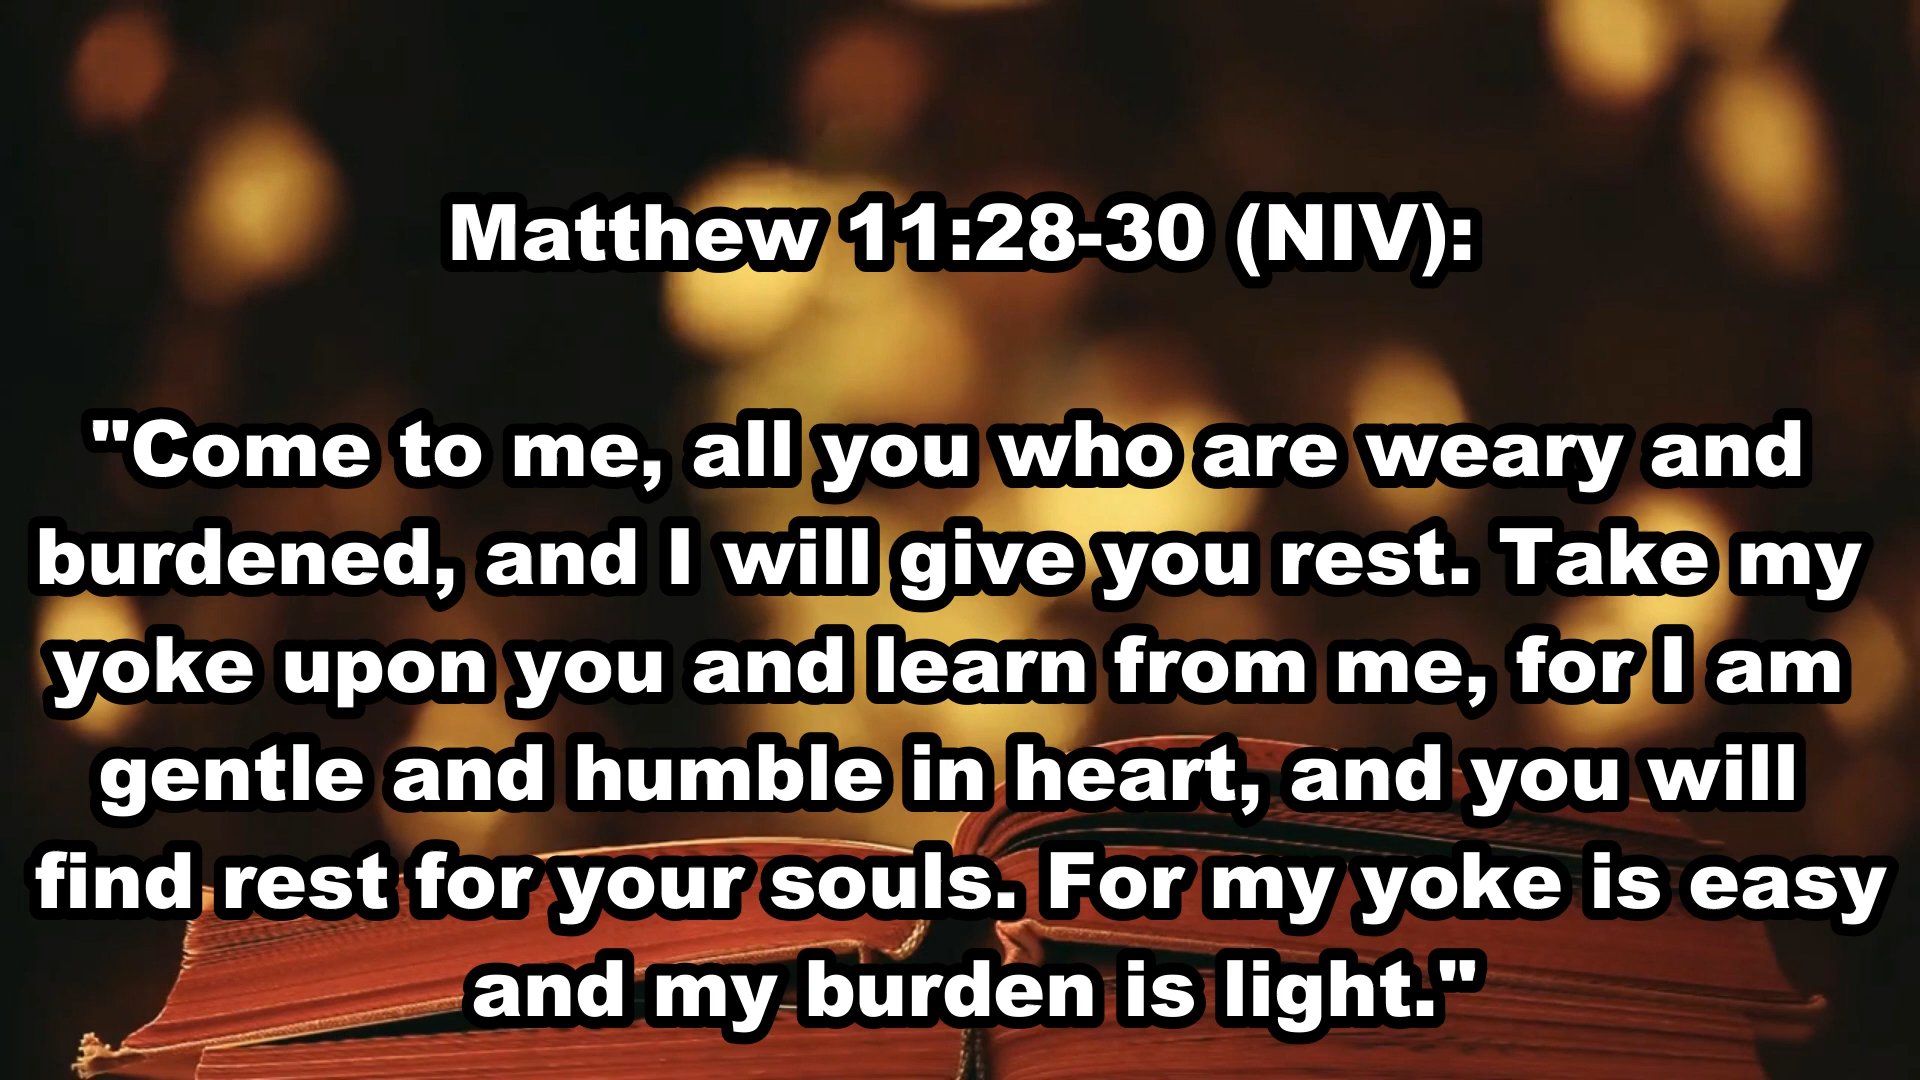 Matthew 11:28-30 (NIV):
"Come to me, all you who are weary and
burdened, and I will give you rest. Take my
yoke upon you and learn from me, for I am
gentle and humble in heart, and you will
find rest for your souls. For my yoke is easy
and my burden is light."